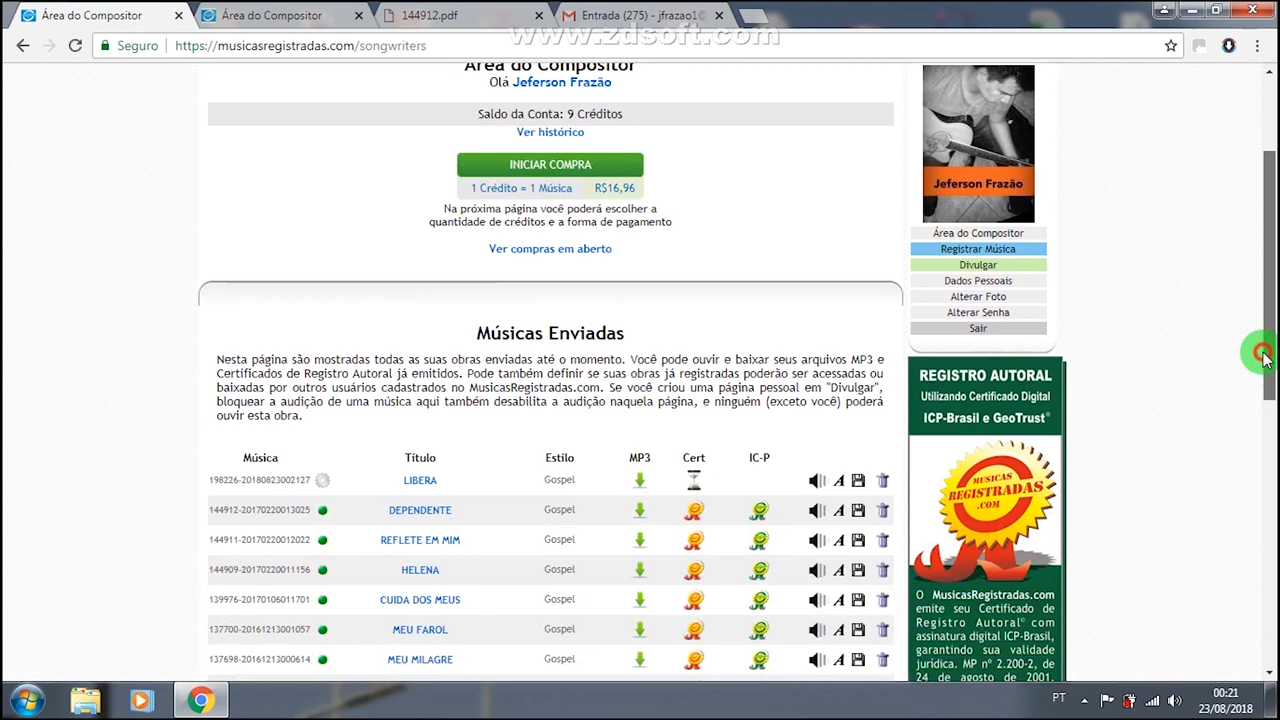 Área do Compositor
Área do Compositor
144912.pdf
Entrada (275) - jfrazao1@
www.zdsoft.com
Seguro
https://musicasregistradas.com/songwriters
Área do Compositor
Olá Jeferson Frazão
Saldo da Conta: 9 Créditos
Ver histórico
INICIAR COMPRA
1 Crédito = 1 Música R$16,96
Na próxima página você poderá escolher a
quantidade de créditos e a forma de pagamento
Ver compras em aberto
Jeferson Frazão
Área do Compositor
Registrar Música
Divulgar
Dados Pessoais
Alterar Foto
Alterar Senha
Sair
Músicas Enviadas
Nesta página são mostradas todas as suas obras enviadas até o momento. Você pode ouvir e baixar seus arquivos MP3 e
Certificados de Registro Autoral já emitidos. Pode também definir se suas obras já registradas poderão ser acessadas ou
baixadas por outros usuários cadastrados no MusicasRegistradas.com. Se você criou uma página pessoal em "Divulgar",
bloquear a audição de uma música aqui também desabilita a audição naquela página, e ninguém (exceto você) poderá
ouvir esta obra.
Música Título Estilo MP3 Cert IC-P
198226-20180823002127 LIBERA Gospel A
144912-20170220013025 DEPENDENTE Gospel A
144911-20170220012022 REFLETE EM MIM Gospel A
144909-20170220011156 HELENA Gospel A
139976-20170106011701 CUIDA DOS MEUS Gospel A
137700-20161213001057 MEU FAROL Gospel A
137698-20161213000614 MEU MILAGRE Gospel A
REGISTRO AUTORAL
Utilizando Certificado Digital
ICP-Brasil e GeoTrust®
MUSICAS
REGISTRADAS
.COM
O MusicasRegistradas.com
emite seu Certificado de
Registro Autoral© com
assinatura digital ICP-Brasil,
garantindo sua validade
jurídica. MP nº 2.200-2, de
24 de agosto de 2001.
PT
00:21
23/08/2018